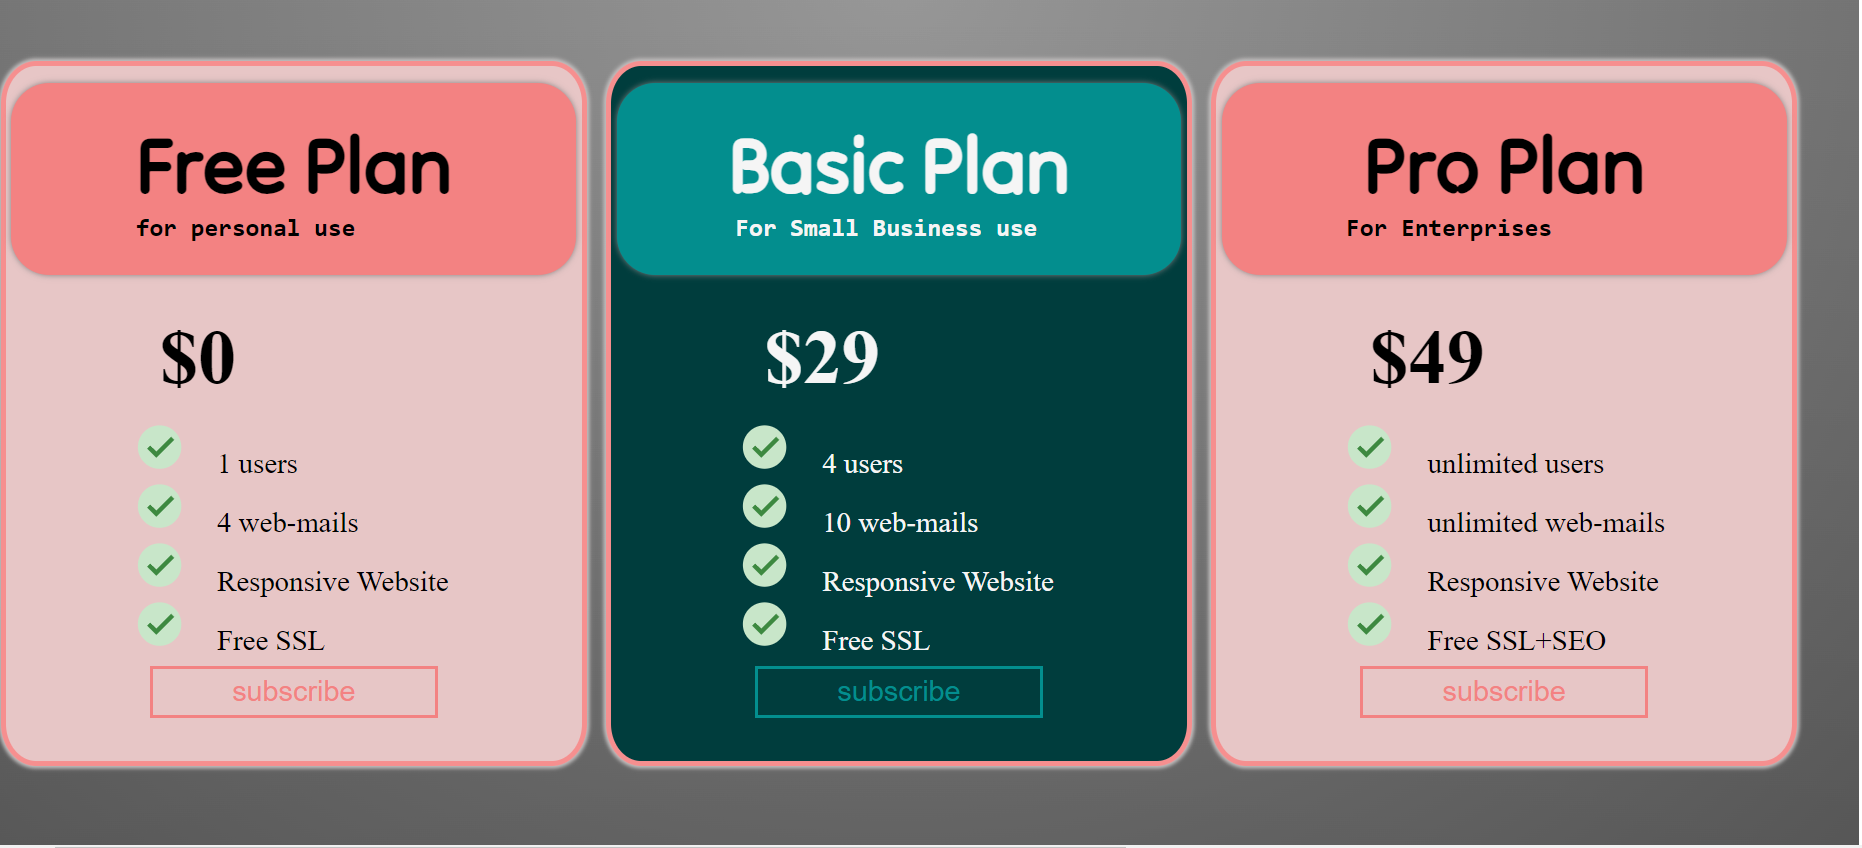 Free Plan
for personal use
$0
1 users
4 web-mails
Responsive Website
Free SSL
subscribe
Basic Plan
For Small Business use
$29
4 users
10 web-mails
Responsive Website
Free SSL
subscribe
Pro Plan
For Enterprises
$49
unlimited users
unlimited web-mails
Responsive Website
Free SSL+SEO
subscribe